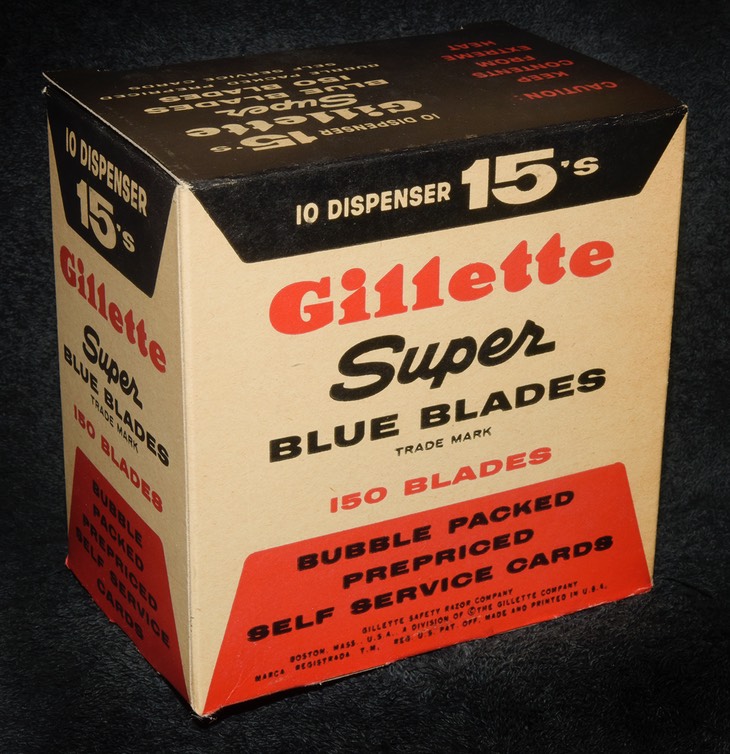 CAUTION:
KEEP
CONTENTS
FROM
EXTREME
HEAT
10 DISPENSER 15's
Gillette
Super
BLUE BLADES
150 BLADES
BUBBLE PACKED PREPRICED
SELF SERVICE CARDS
10 DISPENSER
15's
Gillette
Super
BLUE BLADES
TRADE MARK
150 BLADES
BUBBLE
PACKED
PREPRICED
SELF SERVICE
CARDS
10 DISPENSER 15's
Gillette
Super
BLUE BLADES
TRADE MARK
150 BLADES
BUBBLE PACKED
PREPRICED
SELF SERVICE CARDS
GILLETTE SAFETY RAZOR COMPANY
BOSTON, MASS., U.S.A. A DIVISION OF ©THE GILLETTE COMPANY
MARCA REGISTRADA T.M. REG. U.S. PAT. OFF. MADE AND PRINTED IN U.S.A.